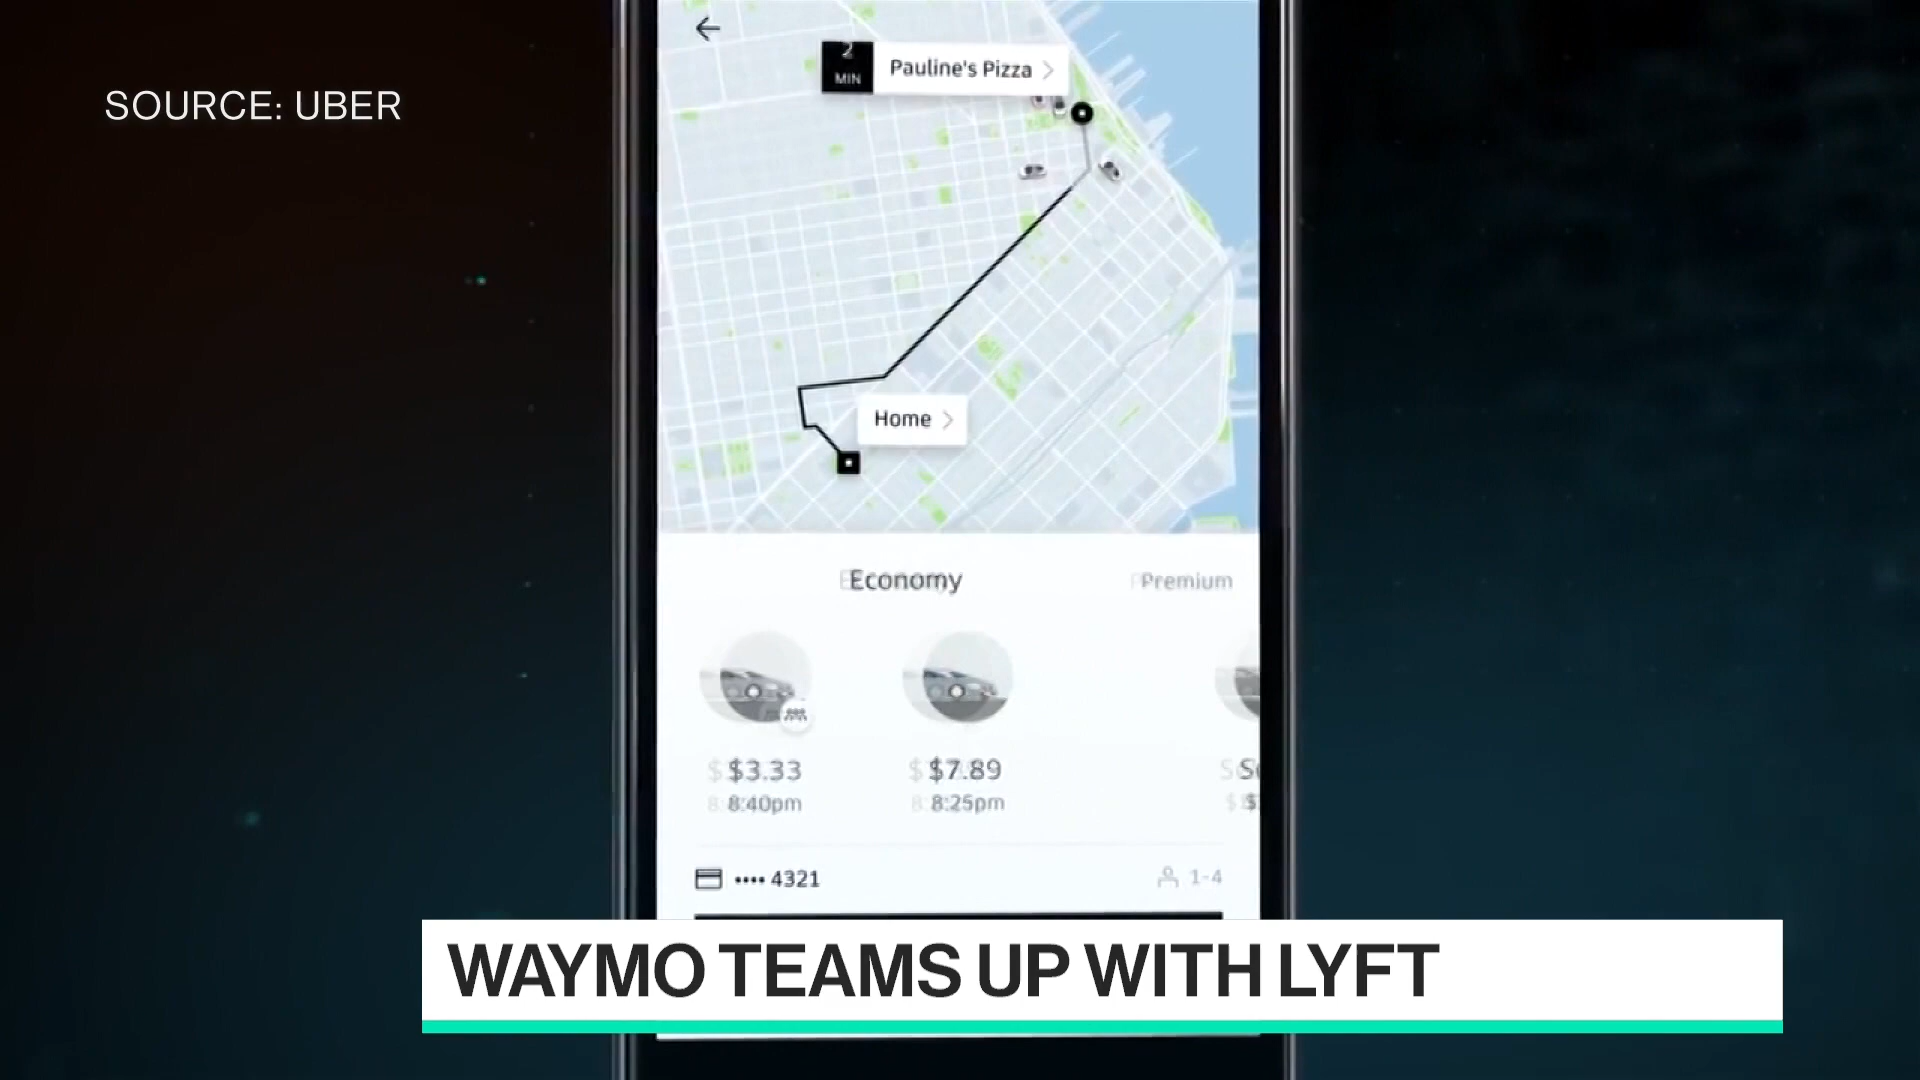 SOURCE: UBER
2
MIN
Pauline's Pizza
Home
Economy
Premium
$3.33
$7.89
8:40pm
8:25pm
•••• 4321
1-4
WAYMO TEAMS UP WITH LYFT